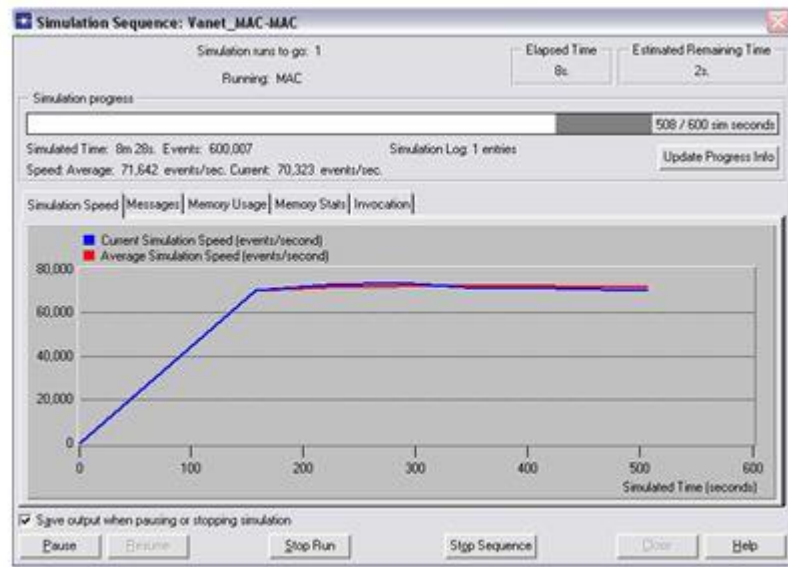 Simulation Sequence: Vanet_MAC-MAC
Simulation runs to go: 1
Running: MAC
Elapsed Time
8s.
Estimated Remaining Time
2s.
Simulation progress
508 / 600 sim seconds
Simulated Time: 8m 28s. Events: 600,007
Simulation Log: 1 entries
Speed: Average: 71,642 events/sec. Current: 70,323 events/sec.
Update Progress Info
Simulation Speed Messages Memory Usage Memory Stats Invocation
Current Simulation Speed (events/second)
Average Simulation Speed (events/second)
80,000
60,000
40,000
20,000
0
0 100 200 300 400 500 600
Simulated Time (seconds)
Save output when pausing or stopping simulation
Pause Resume Stop Run Stop Sequence Close Help